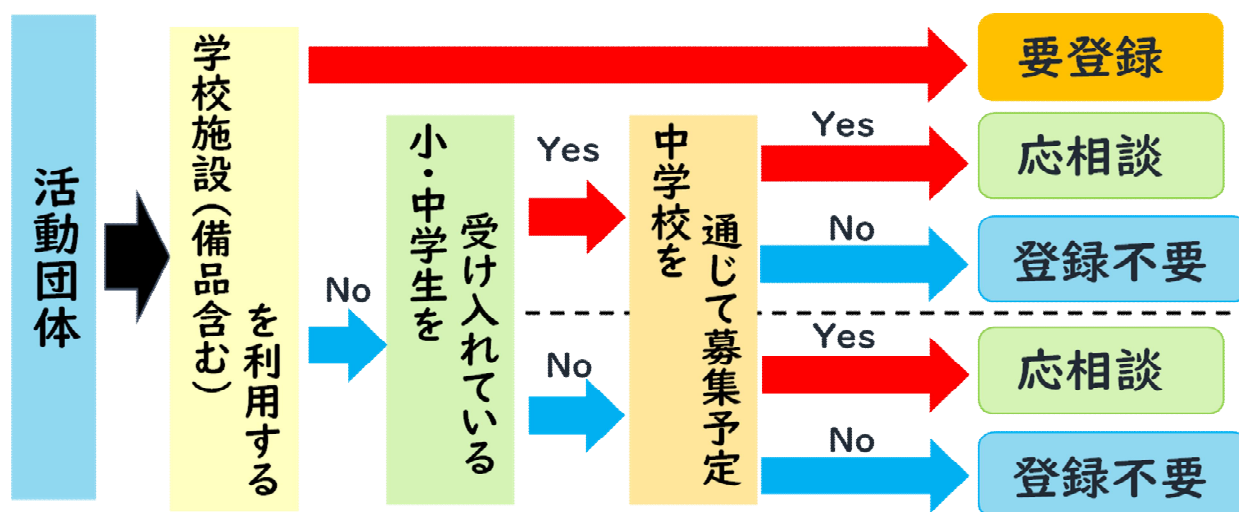 活動団体
学校施設(備品含む)
を利用する
要登録
No
小・中学生を
受け入れている
Yes
No
中学校を
通じて募集予定
Yes
応相談
No
登録不要
Yes
応相談
No
登録不要